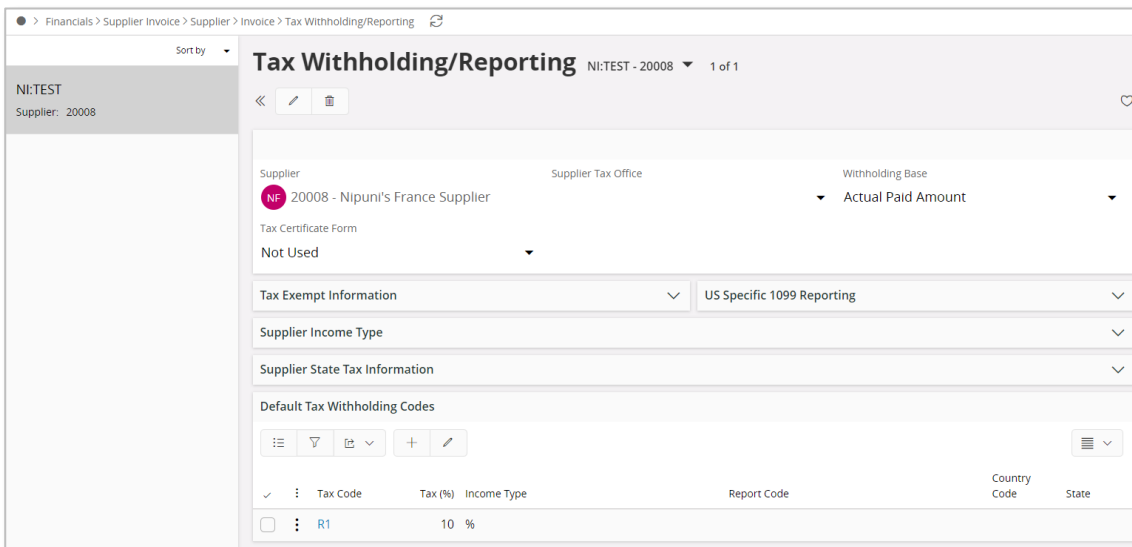 Financials > Supplier Invoice > Supplier > Invoice > Tax Withholding/Reporting
Sort by
NI:TEST
Supplier: 20008
Tax Withholding/Reporting NI:TEST - 20008 1 of 1
Supplier Supplier Tax Office Withholding Base
NF 20008 - Nipuni's France Supplier Actual Paid Amount
Tax Certificate Form
Not Used
Tax Exempt Information US Specific 1099 Reporting
Supplier Income Type
Supplier State Tax Information
Default Tax Withholding Codes
Tax Code Tax (%) Income Type Report Code Country Code State
R1 10 %